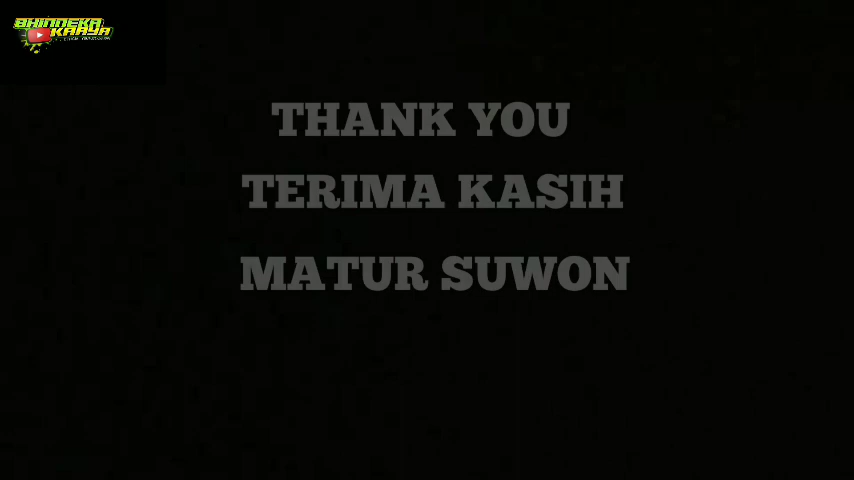 BHINNEKA
KARYA
THANK YOU
TERIMA KASIH
MATUR SUWON